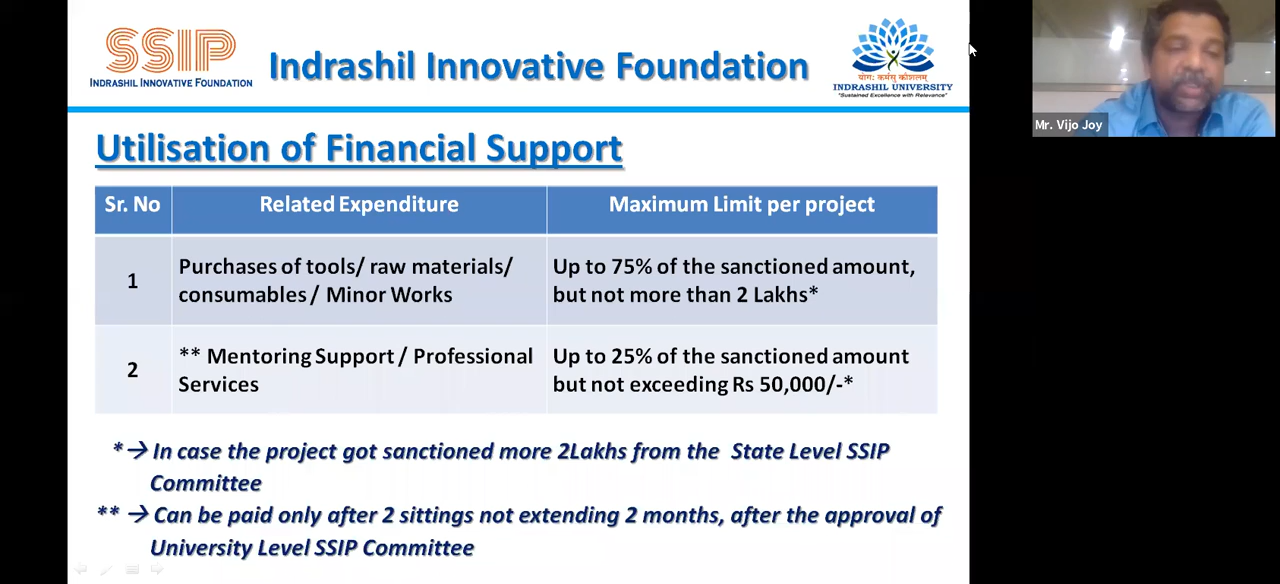 SSIP
INDRASHIL INNOVATIVE FOUNDATION
Indrashil Innovative Foundation
योगः कर्मसु कौशलम्
INDRASHIL UNIVERSITY
"Sustained Excellence with Relevance"
Mr. Vijo Joy
Utilisation of Financial Support
Sr. No Related Expenditure Maximum Limit per project
1
Purchases of tools/ raw materials/
consumables / Minor Works
Up to 75% of the sanctioned amount,
but not more than 2 Lakhs*
2
** Mentoring Support / Professional
Services
Up to 25% of the sanctioned amount
but not exceeding Rs 50,000/-*
* → In case the project got sanctioned more 2Lakhs from the State Level SSIP
Committee
** → Can be paid only after 2 sittings not extending 2 months, after the approval of
University Level SSIP Committee